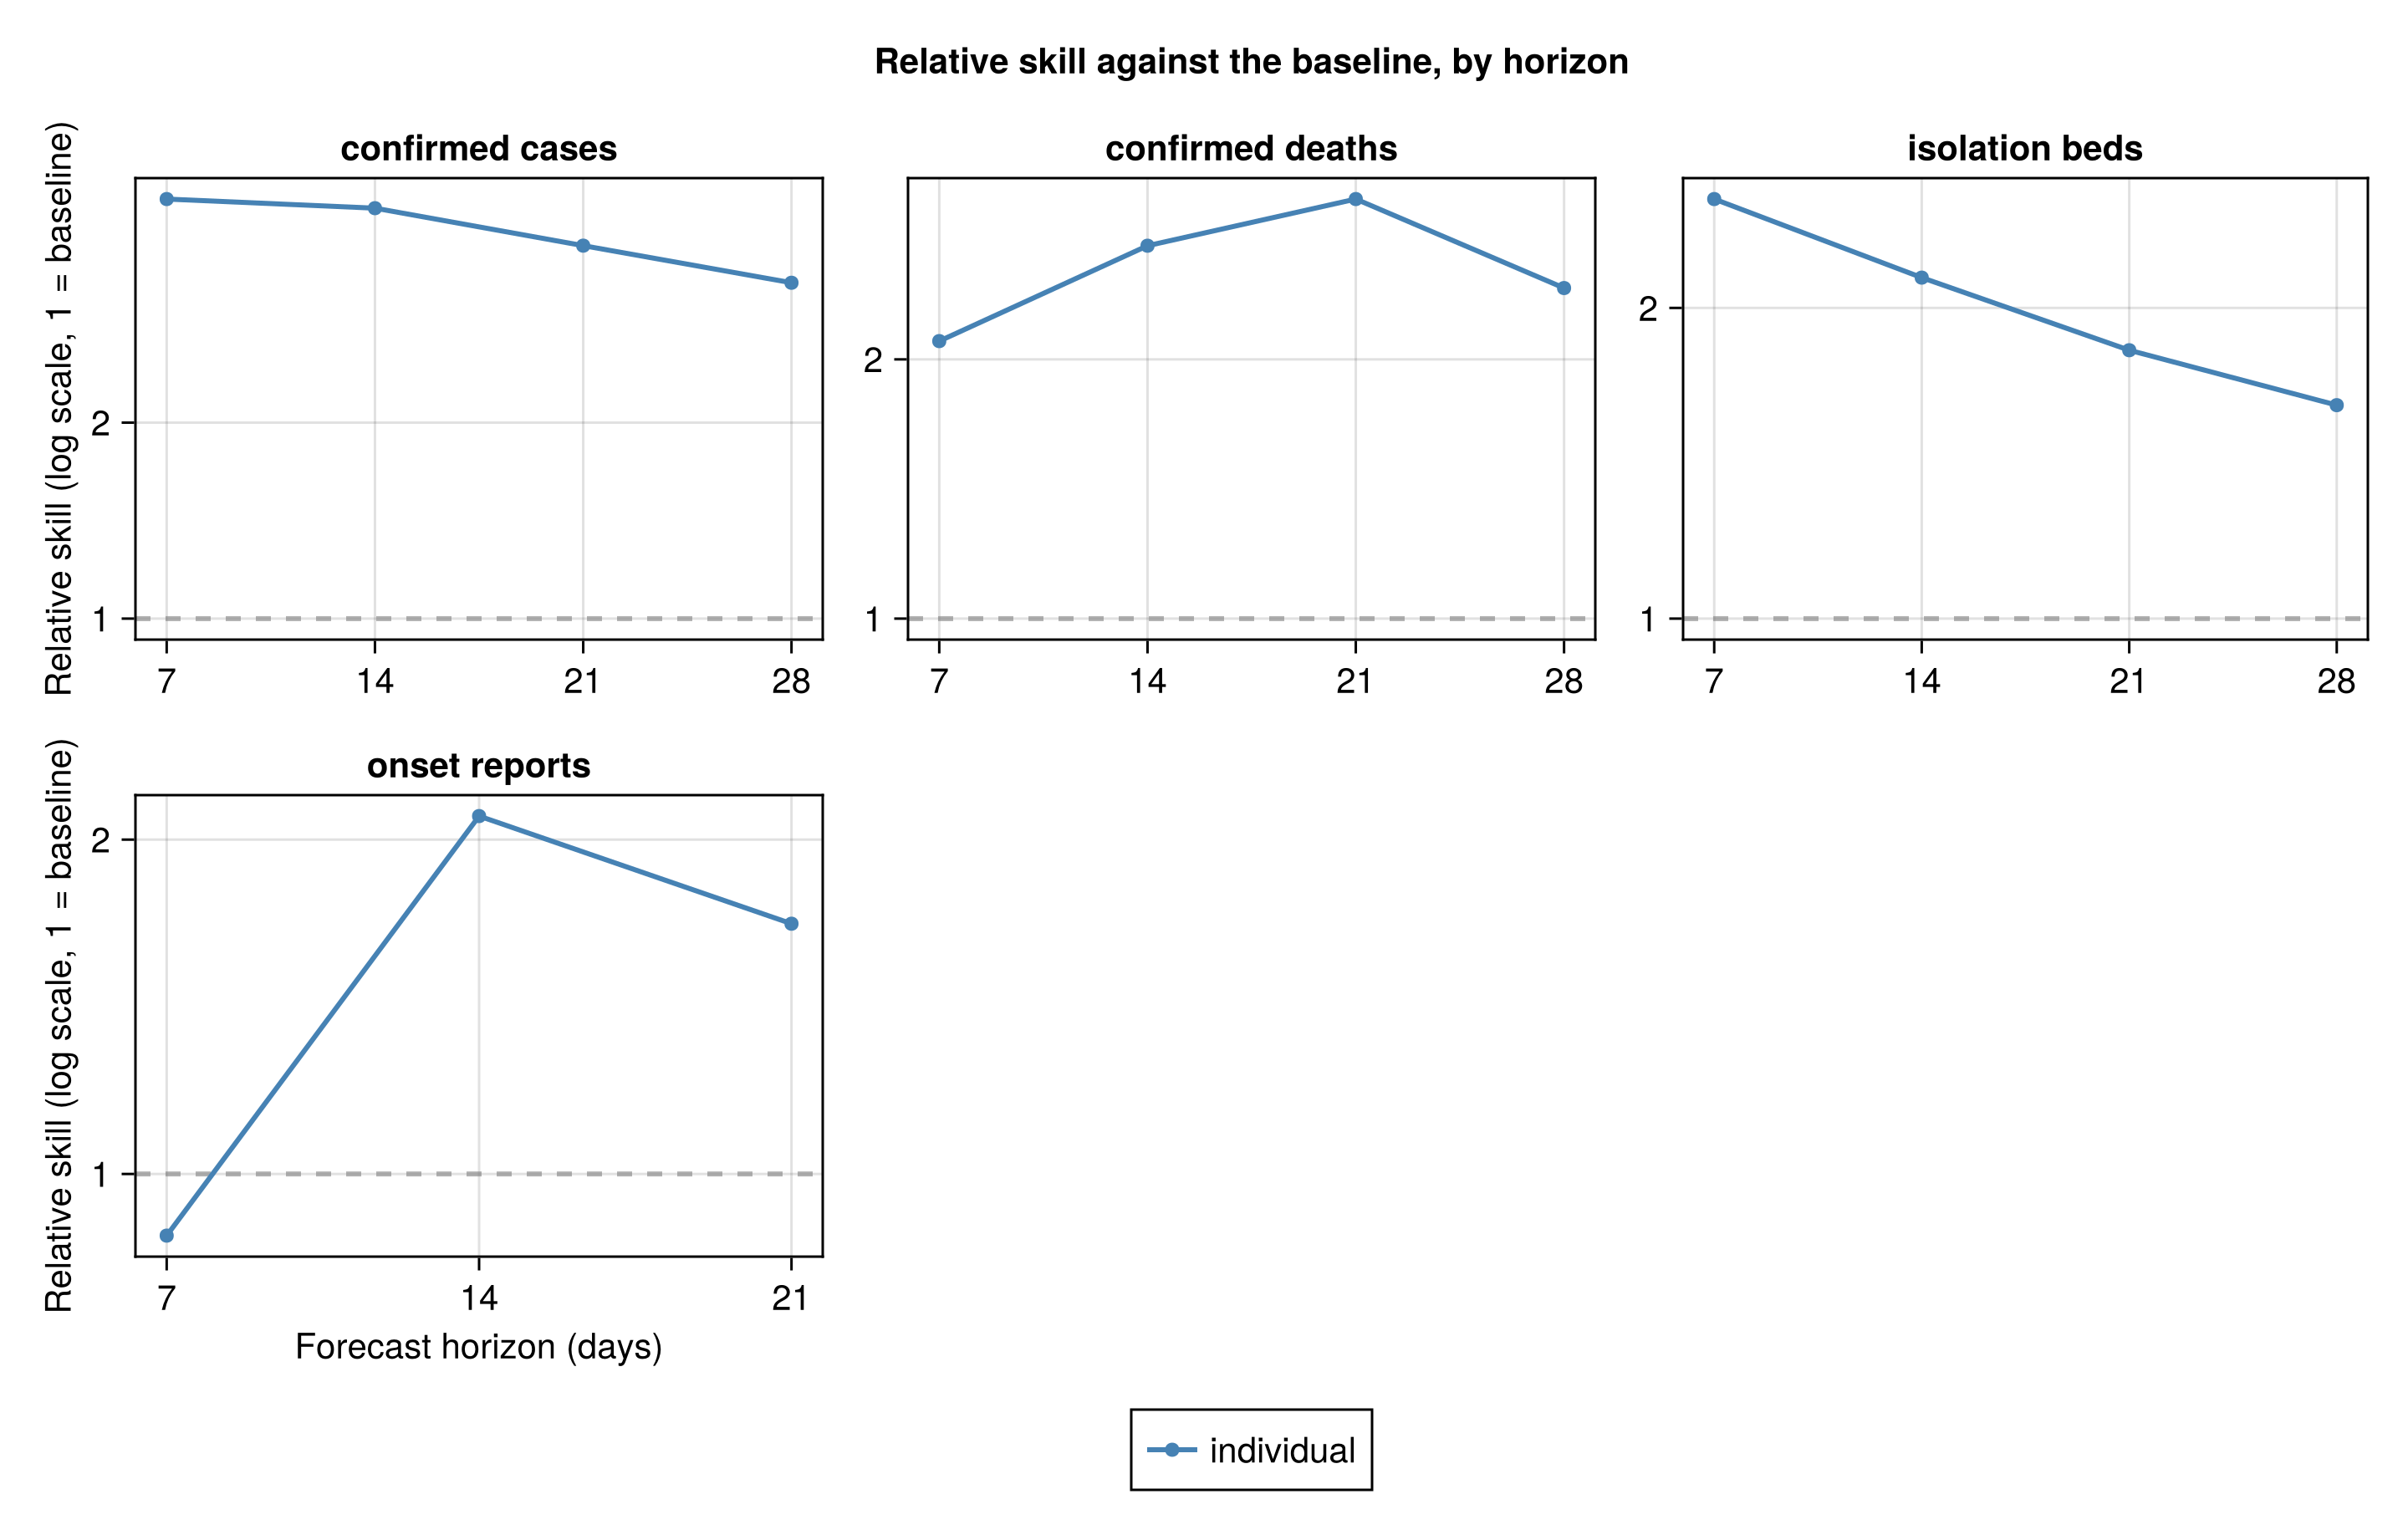 Relative skill against the baseline, by horizon
confirmed cases
confirmed deaths
isolation beds
Relative skill (log scale, 1 = baseline)
2
1
7 14 21 28
2
1
7 14 21 28
2
1
7 14 21 28
onset reports
Relative skill (log scale, 1 = baseline)
2
1
7 14 21
Forecast horizon (days)
individual